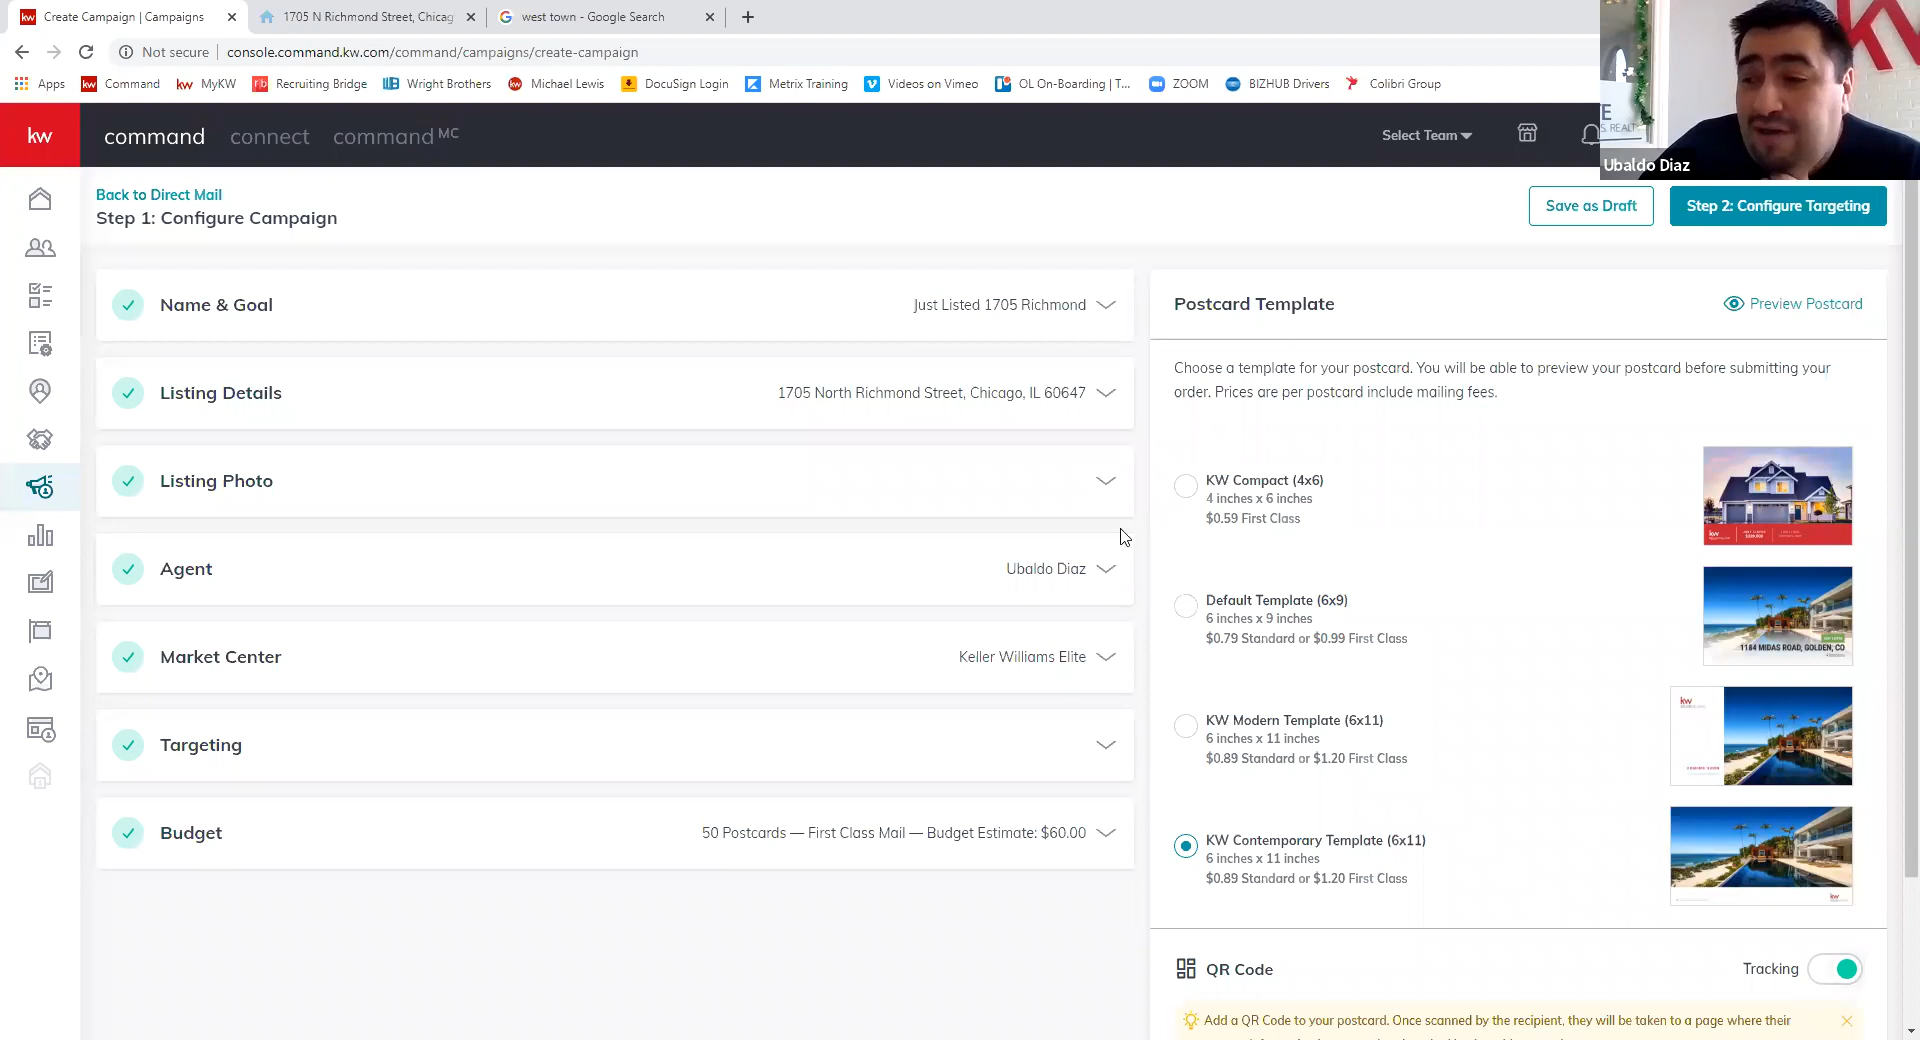 Create Campaign | Campaigns
1705 N Richmond Street, Chicag
west town - Google Search
Not secure
console.command.kw.com/command/campaigns/create-campaign
Apps
kw Command
kw MyKW
Recruiting Bridge
Wright Brothers
Michael Lewis
DocuSign Login
Metrix Training
Videos on Vimeo
OL On-Boarding | T...
ZOOM
BIZHUB Drivers
Colibri Group
kw
command
connect
command MC
Select Team
Ubaldo Diaz
Back to Direct Mail
Step 1: Configure Campaign
Save as Draft
Step 2: Configure Targeting
Name & Goal
Just Listed 1705 Richmond
Listing Details
1705 North Richmond Street, Chicago, IL 60647
Listing Photo
Agent
Ubaldo Diaz
Market Center
Keller Williams Elite
Targeting
Budget
50 Postcards — First Class Mail — Budget Estimate: $60.00
Postcard Template
Preview Postcard
Choose a template for your postcard. You will be able to preview your postcard before submitting your
order. Prices are per postcard include mailing fees.
KW Compact (4x6)
4 inches x 6 inches
$0.59 First Class
Default Template (6x9)
6 inches x 9 inches
$0.79 Standard or $0.99 First Class
1184 MIDAS ROAD, GOLDEN, CO
KW Modern Template (6x11)
6 inches x 11 inches
$0.89 Standard or $1.20 First Class
kw
KW Contemporary Template (6x11)
6 inches x 11 inches
$0.89 Standard or $1.20 First Class
kw
QR Code
Tracking
Add a QR Code to your postcard. Once scanned by the recipient, they will be taken to a page where their